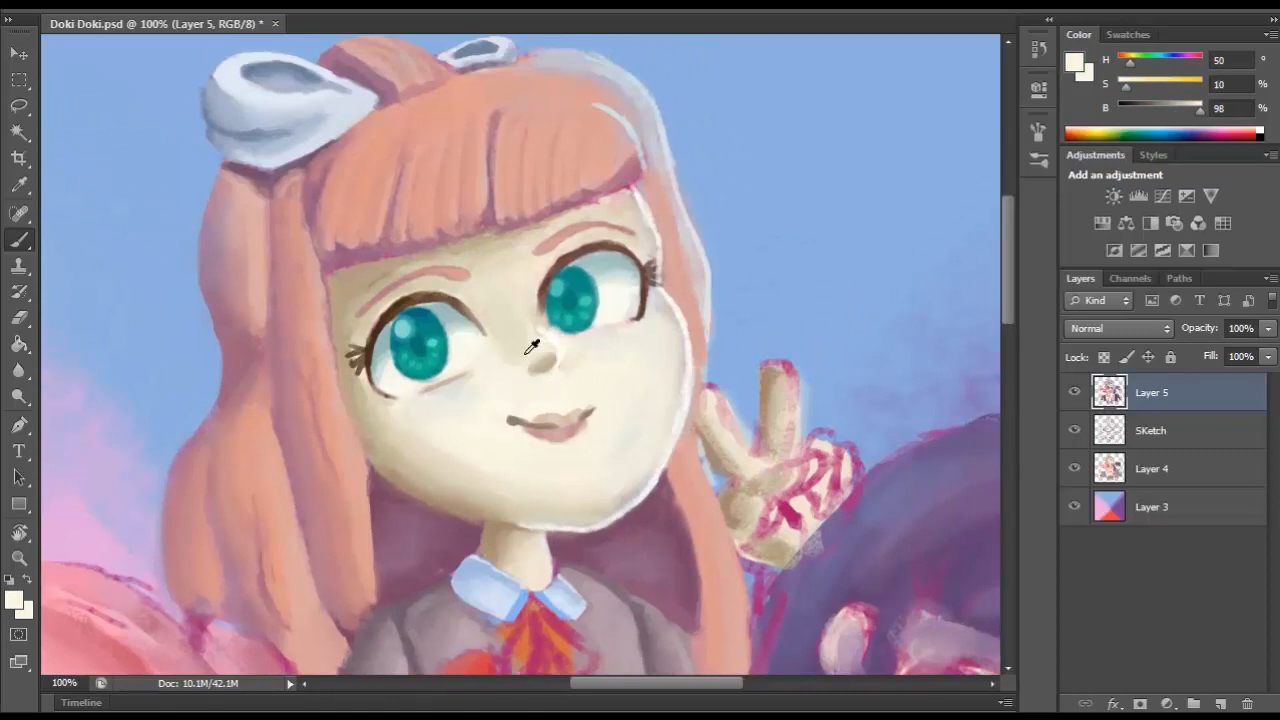 Doki Doki.psd @ 100% (Layer 5, RGB/8) * ×
Color Swatches
H 50 °
S 10 %
B 98 %
Adjustments Styles
Add an adjustment
Layers Channels Paths
Kind
Normal Opacity: 100%
Lock: Fill: 100%
Layer 5
SKetch
Layer 4
Layer 3
100% Doc: 10.1M/42.1M
Timeline